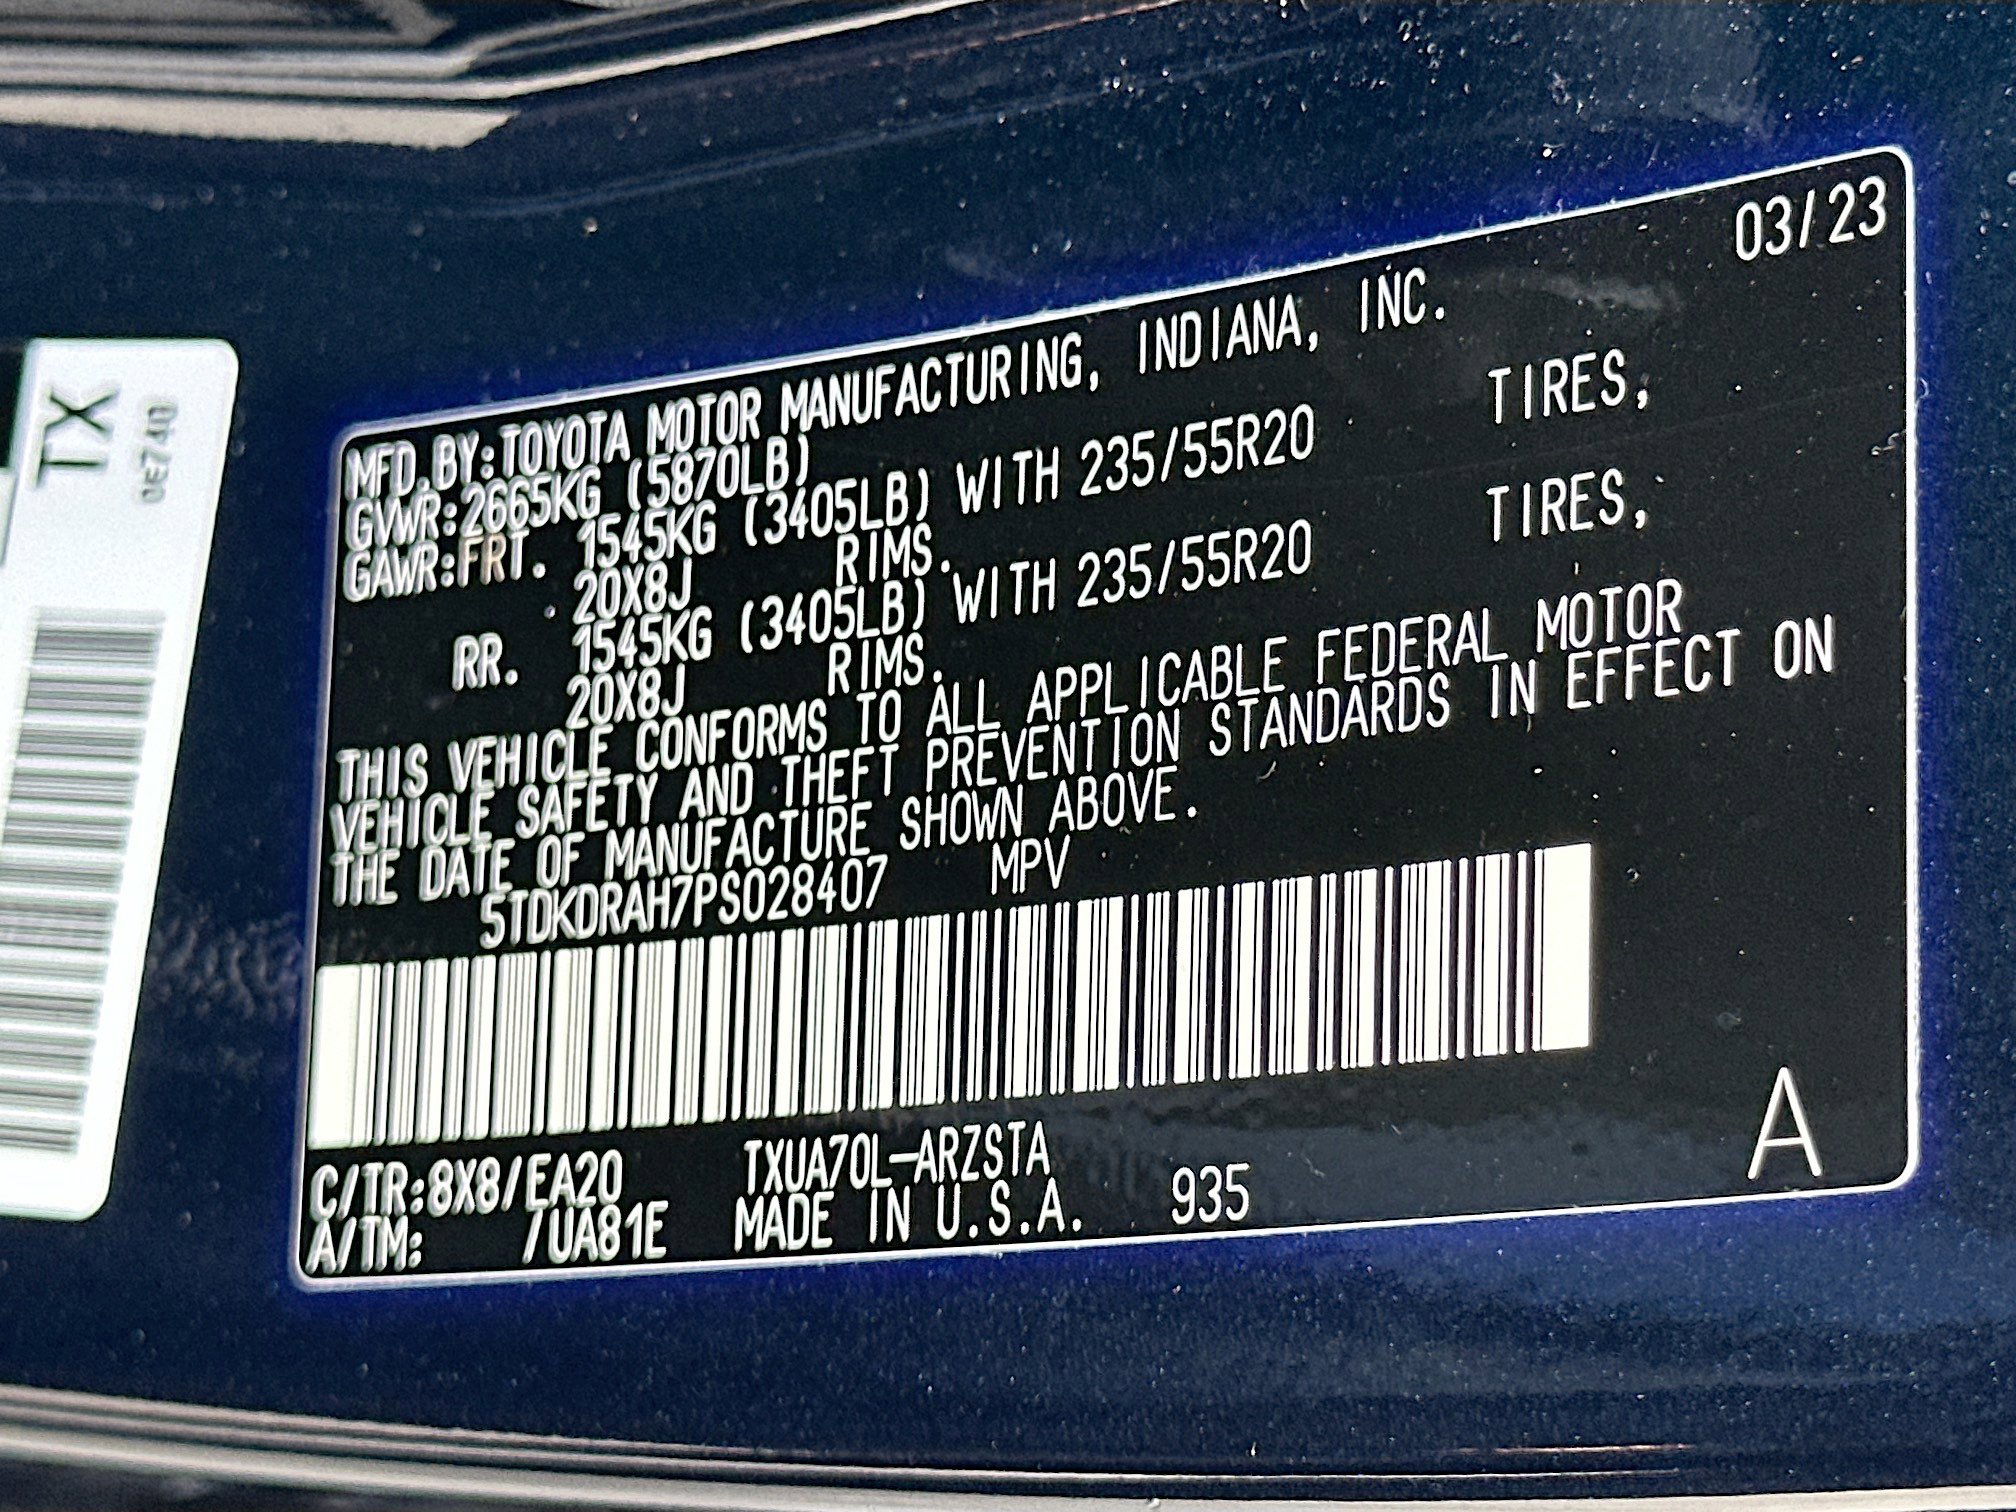 TX
0E740
03/23
MFD.BY:TOYOTA MOTOR MANUFACTURING, INDIANA, INC.
GVWR:2665KG (5870LB)
GAWR:FRT. 1545KG (3405LB) WITH 235/55R20 TIRES,
20X8J RIMS.
RR. 1545KG (3405LB) WITH 235/55R20 TIRES,
20X8J RIMS.
THIS VEHICLE CONFORMS TO ALL APPLICABLE FEDERAL MOTOR
VEHICLE SAFETY AND THEFT PREVENTION STANDARDS IN EFFECT ON
THE DATE OF MANUFACTURE SHOWN ABOVE.
5TDKDRAH7PS028407 MPV
C/TR:8X8/EA20 TXUA70L-ARZSTA
A/TM: /UA81E MADE IN U.S.A. 935
A